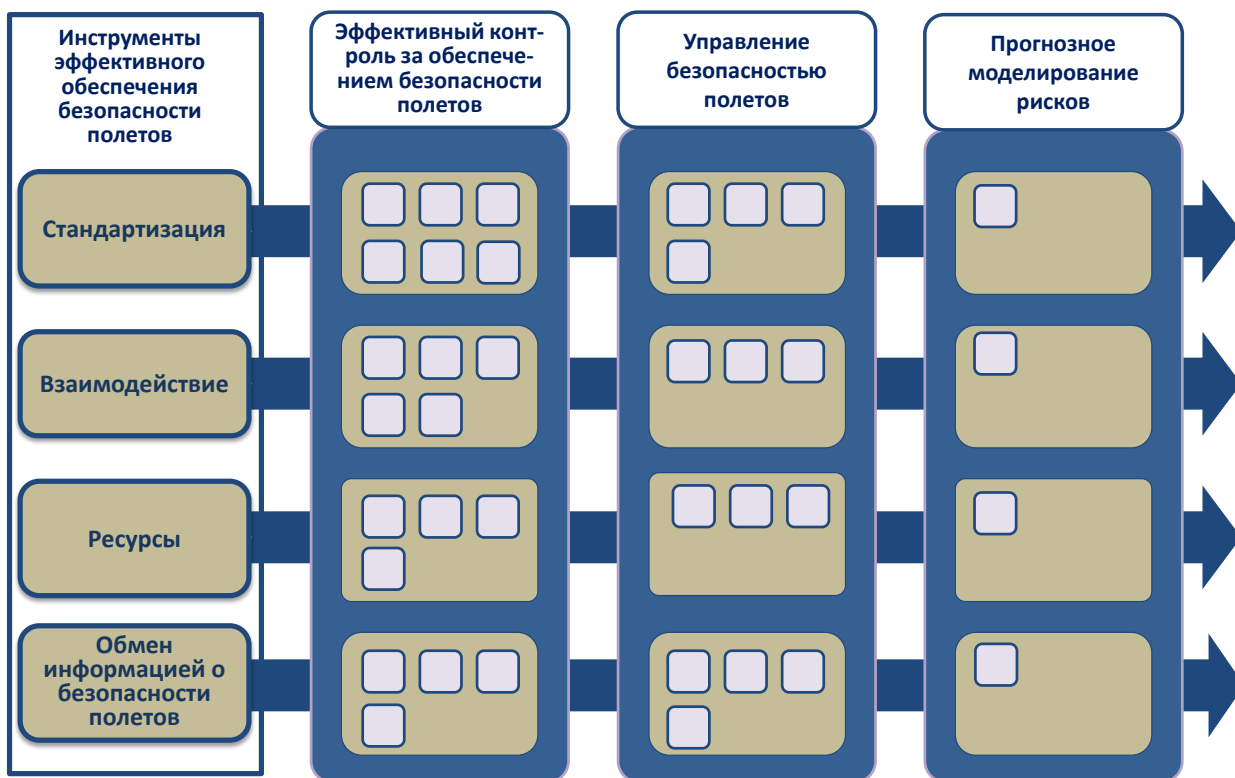 Инструменты
эффективного
обеспечения
безопасности
полетов
Эффективный конт-
роль за обеспече-
нием безопасности
полетов
Управление
безопасностью
полетов
Прогнозное
моделирование
рисков
Стандартизация
Взаимодействие
Ресурсы
Обмен
информацией о
безопасности
полетов